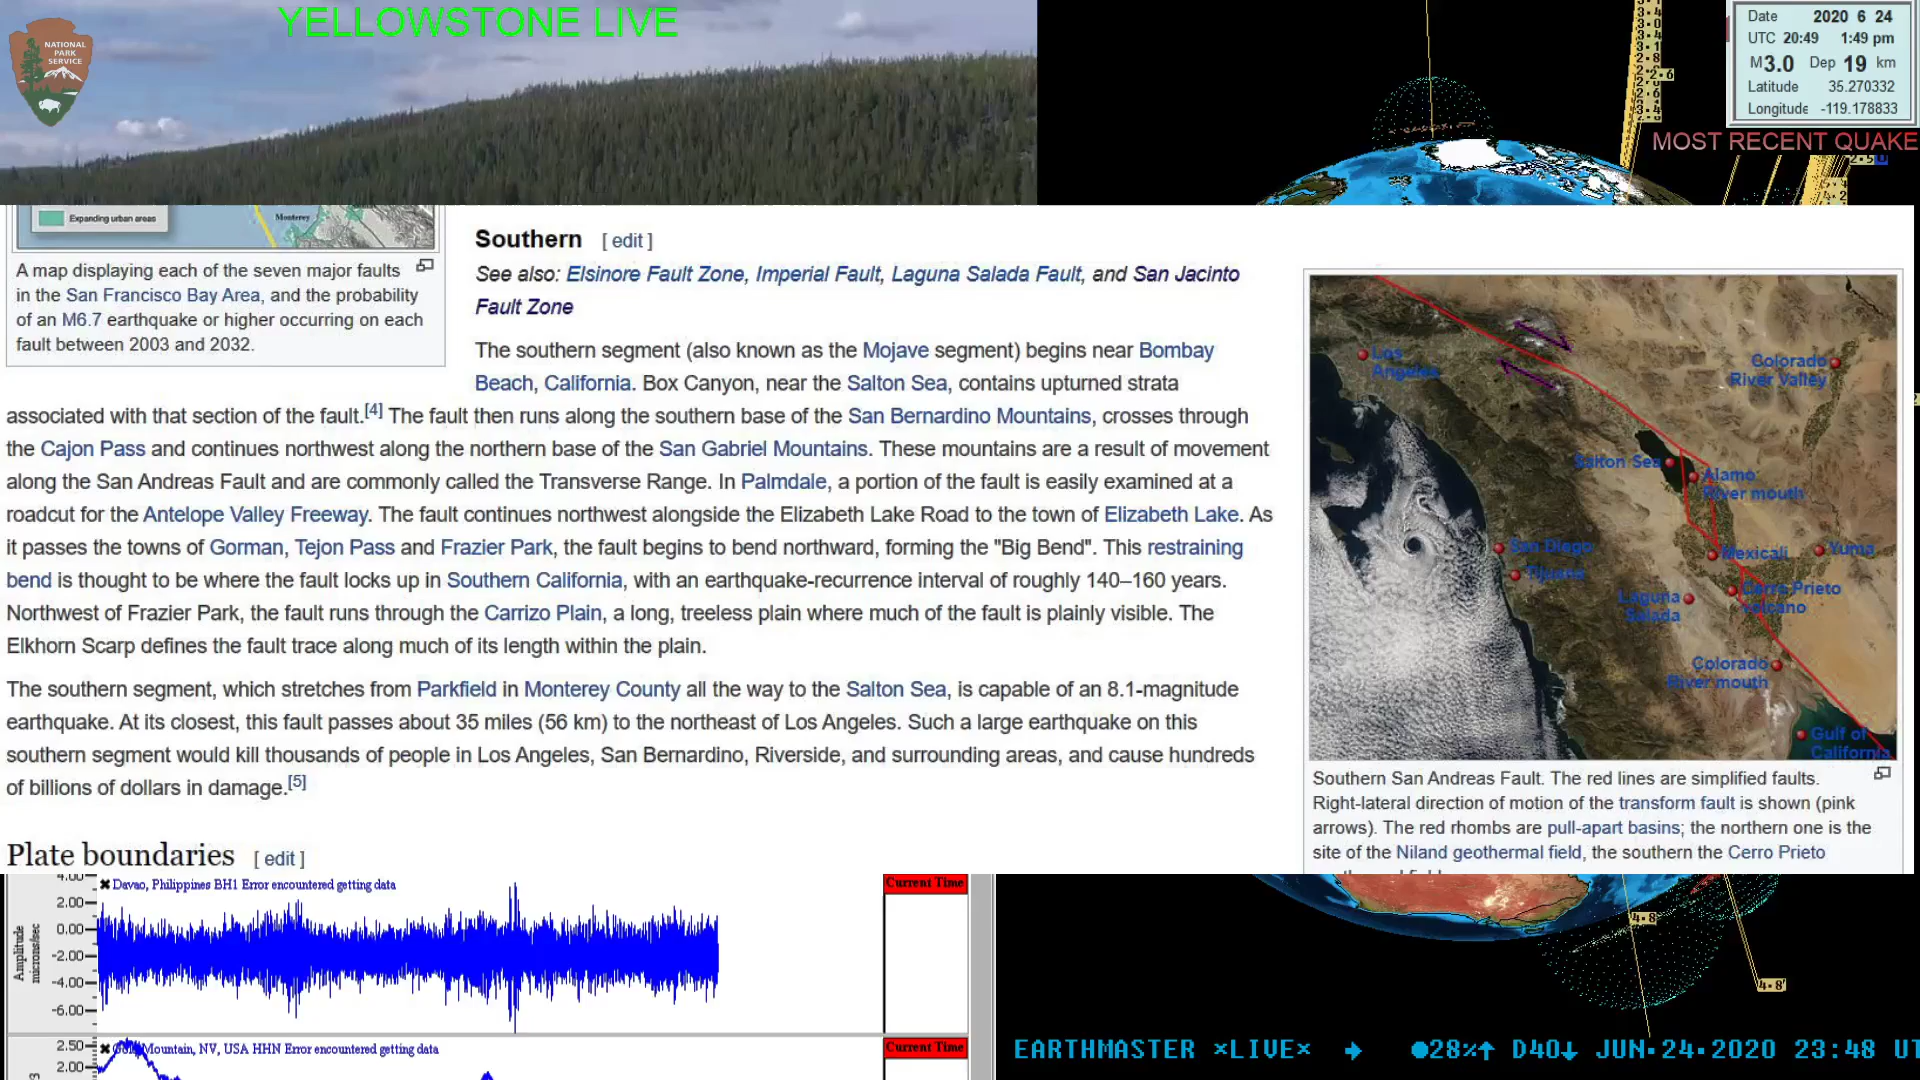 YELLOWSTONE LIVE
NATIONAL
PARK
SERVICE
Date 2020 6 24
UTC 20:49 1:49 pm
M3.0 Dep 19 km
Latitude 35.270332
Longitude -119.178833
MOST RECENT QUAKE
Expanding urban areas
Monterey
A map displaying each of the seven major faults
in the San Francisco Bay Area, and the probability
of an M6.7 earthquake or higher occurring on each
fault between 2003 and 2032.
Southern [ edit ]
See also: Elsinore Fault Zone, Imperial Fault, Laguna Salada Fault, and San Jacinto
Fault Zone
The southern segment (also known as the Mojave segment) begins near Bombay
Beach, California. Box Canyon, near the Salton Sea, contains upturned strata
associated with that section of the fault.[4] The fault then runs along the southern base of the San Bernardino Mountains, crosses through
the Cajon Pass and continues northwest along the northern base of the San Gabriel Mountains. These mountains are a result of movement
along the San Andreas Fault and are commonly called the Transverse Range. In Palmdale, a portion of the fault is easily examined at a
roadcut for the Antelope Valley Freeway. The fault continues northwest alongside the Elizabeth Lake Road to the town of Elizabeth Lake. As
it passes the towns of Gorman, Tejon Pass and Frazier Park, the fault begins to bend northward, forming the "Big Bend". This restraining
bend is thought to be where the fault locks up in Southern California, with an earthquake-recurrence interval of roughly 140–160 years.
Northwest of Frazier Park, the fault runs through the Carrizo Plain, a long, treeless plain where much of the fault is plainly visible. The
Elkhorn Scarp defines the fault trace along much of its length within the plain.
The southern segment, which stretches from Parkfield in Monterey County all the way to the Salton Sea, is capable of an 8.1-magnitude
earthquake. At its closest, this fault passes about 35 miles (56 km) to the northeast of Los Angeles. Such a large earthquake on this
southern segment would kill thousands of people in Los Angeles, San Bernardino, Riverside, and surrounding areas, and cause hundreds
of billions of dollars in damage.[5]
Plate boundaries [ edit ]
Los
Angeles
Colorado
River Valley
Salton Sea
Alamo
River mouth
San Diego
Tijuana
Mexicali
Yuma
Laguna
Salada
Cerro Prieto
volcano
Colorado
River mouth
Gulf of
California
Southern San Andreas Fault. The red lines are simplified faults.
Right-lateral direction of motion of the transform fault is shown (pink
arrows). The red rhombs are pull-apart basins; the northern one is the
site of the Niland geothermal field, the southern the Cerro Prieto
4.00
2.00
0.00
-2.00
-4.00
-6.00
Amplitude
microns/sec
Davao, Philippines BH1 Error encountered getting data
Current Time
2.50
2.00
Mountain, NV, USA HHN Error encountered getting data
Current Time
4.8
4.8
EARTHMASTER ×LIVE× → ●28%↑ D40↓ JUN·24·2020 23:48 UT